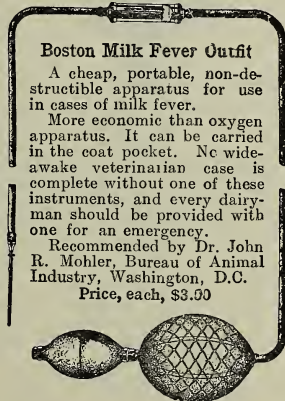 Boston Milk Fever Outfit
A cheap, portable, non-de-
structible apparatus for use
in cases of milk fever.
More economic than oxygen
apparatus. It can be carried
in the coat pocket. No wide-
awake veterinarian case is
complete without one of these
instruments, and every dairy-
man should be provided with
one for an emergency.
Recommended by Dr. John
R. Mohler, Bureau of Animal
Industry, Washington, D.C.
Price, each, $3.00